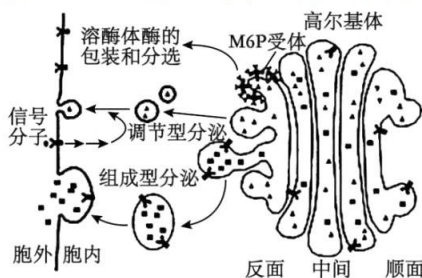 溶酶体酶的
包装和分选
M6P受体
高尔基体
信号
分子
调节型分泌
组成型分泌
胞外
胞内
反面
中间
顺面